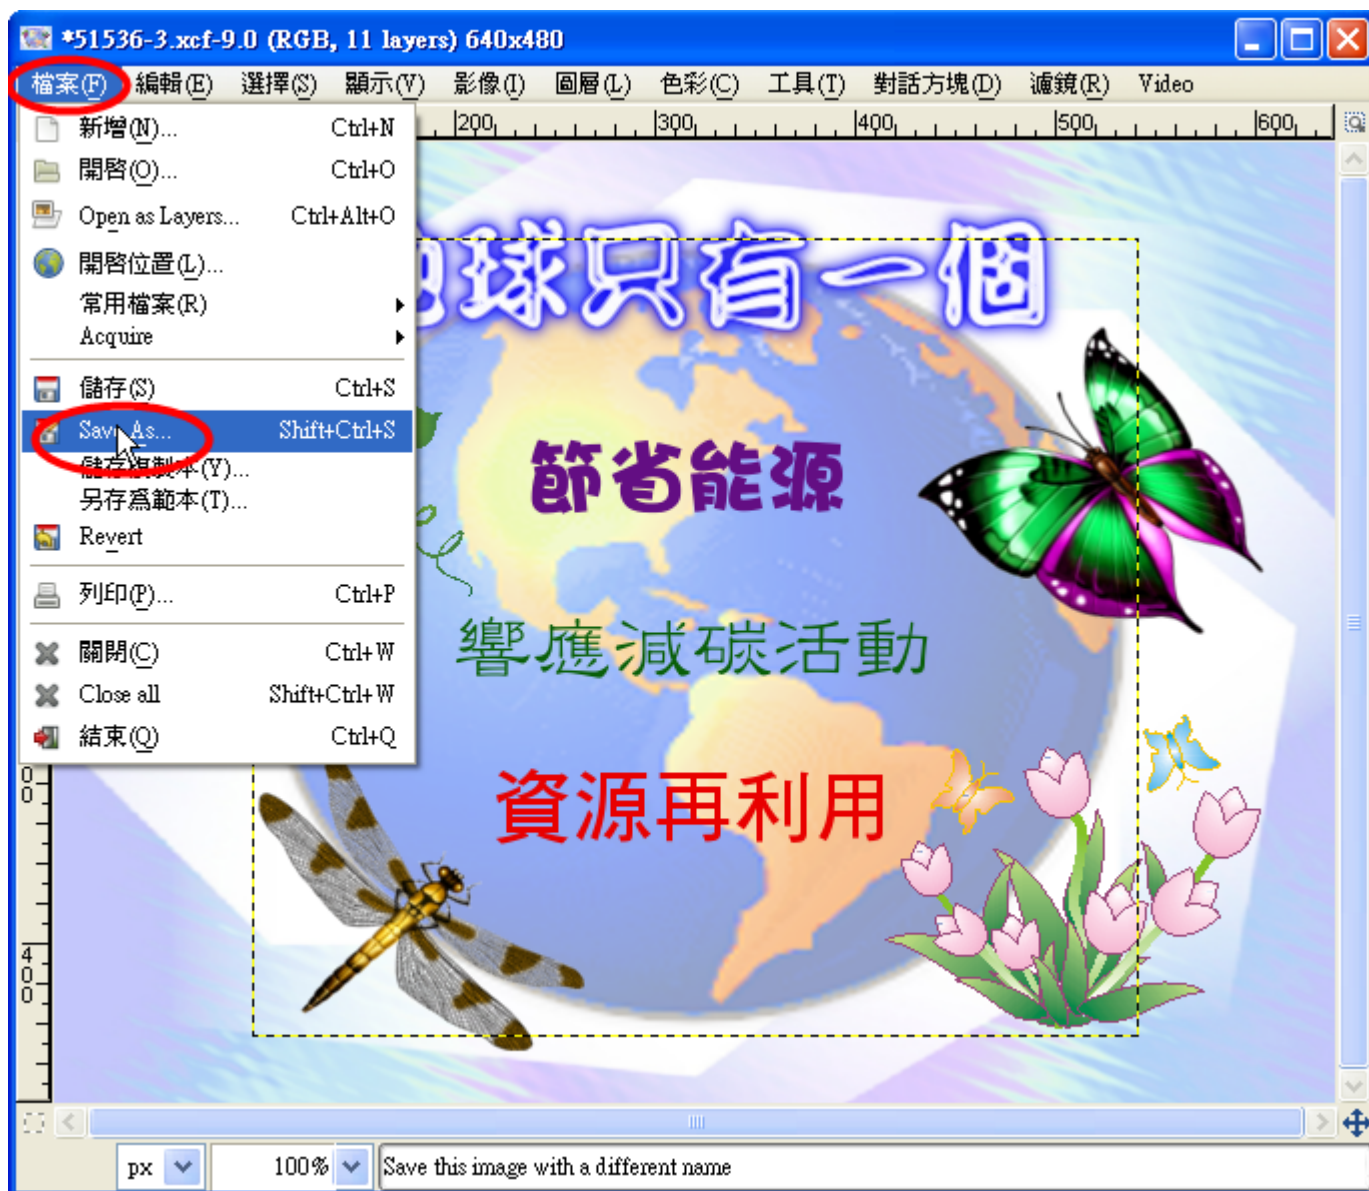 *51536-3.xcf-9.0 (RGB, 11 layers) 640x480
檔案(F) 編輯(E) 選擇(S) 顯示(V) 影像(I) 圖層(L) 色彩(C) 工具(T) 對話方塊(D) 濾鏡(R) Video
200 300 400 500 600
新增(N)... Ctrl+N
開啓(O)... Ctrl+O
Open as Layers... Ctrl+Alt+O
開啓位置(L)...
常用檔案(R)
Acquire
儲存(S) Ctrl+S
Save As... Shift+Ctrl+S
儲存複製本(Y)...
另存爲範本(T)...
Revert
列印(P)... Ctrl+P
關閉(C) Ctrl+W
Close all Shift+Ctrl+W
結束(Q) Ctrl+Q
球只有一個
節省能源
響應減碳活動
資源再利用
400
px 100% Save this image with a different name